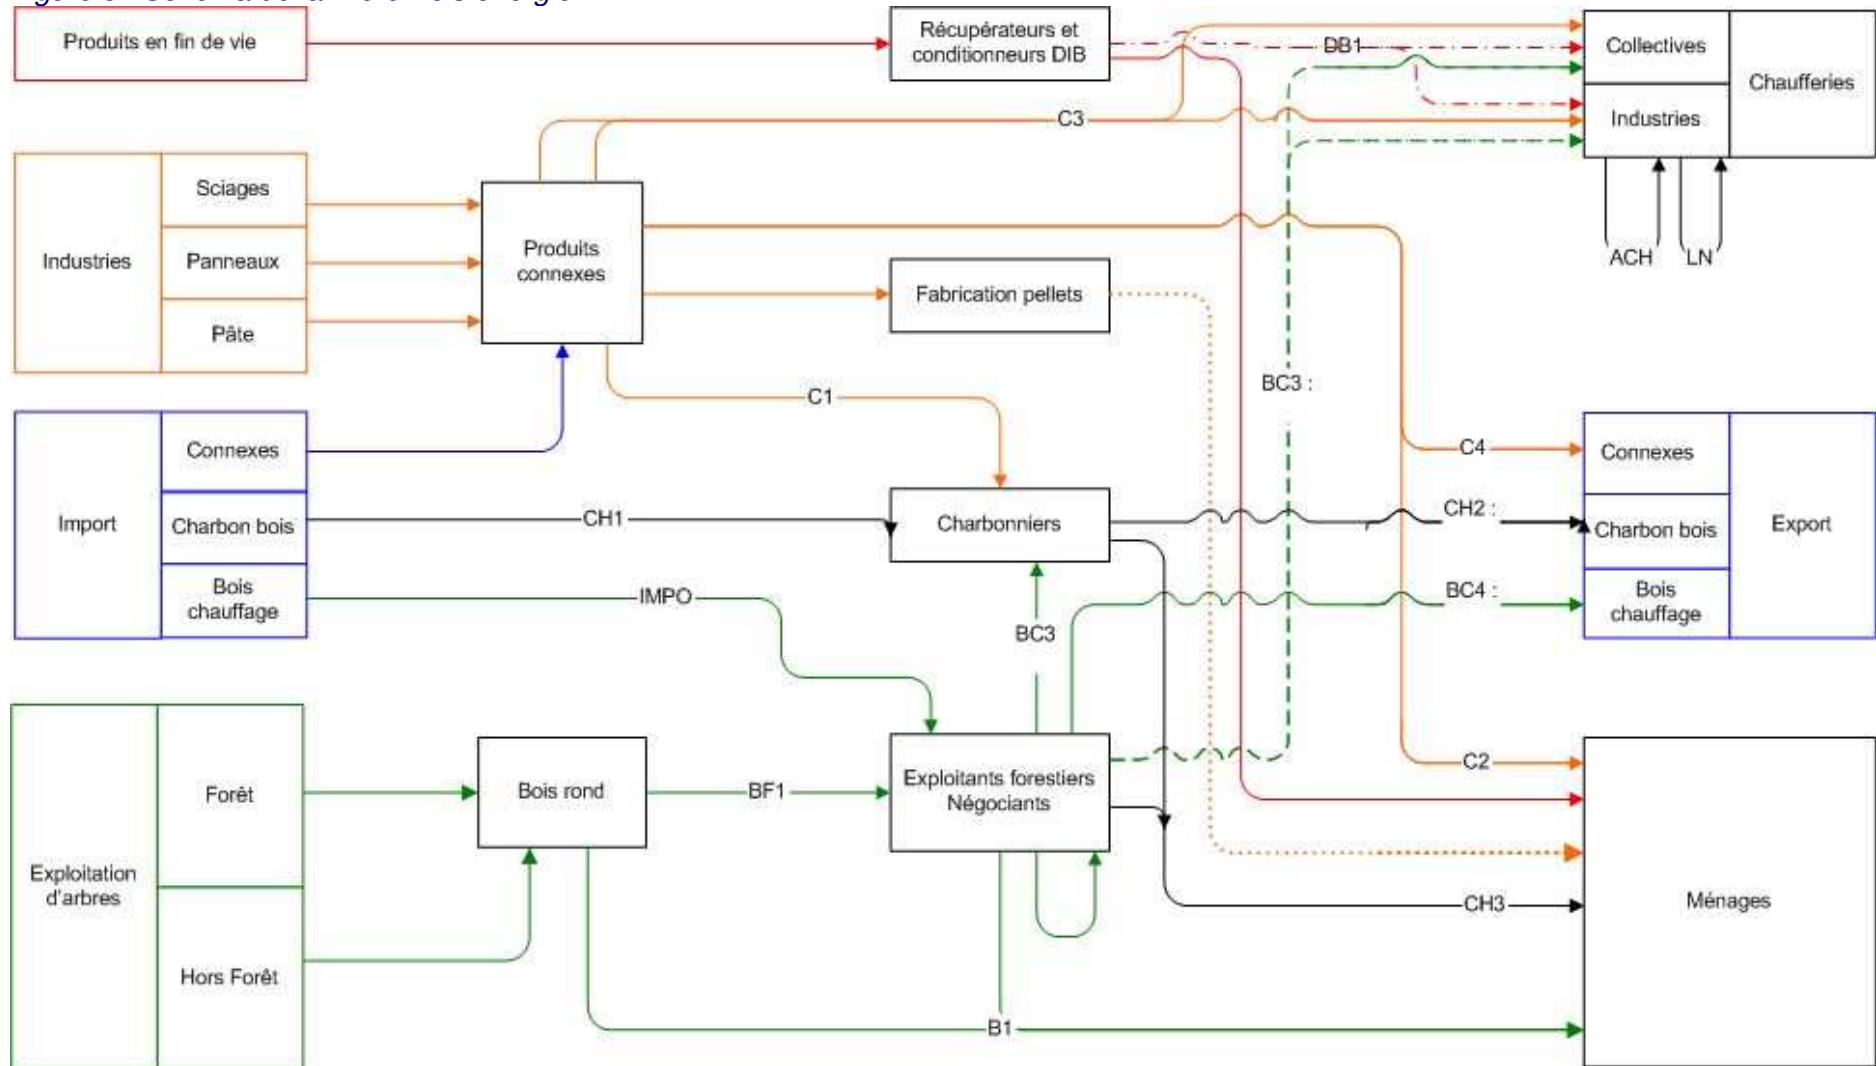 Produits en fin de vie
Récupérateurs et
conditionneurs DIB
DB1
Collectives
Chaufferies
Industries
C3
ACH
LN
Industries
Sciages
Panneaux
Pâte
Produits
connexes
Fabrication pellets
C1
BC3 :
Import
Connexes
Charbon bois
Bois
chauffage
CH1
IMPO
Charbonniers
BC3
C4
CH2 :
BC4 :
Connexes
Charbon bois
Bois
chauffage
Export
Exploitation
d'arbres
Forêt
Hors Forêt
Bois rond
BF1
Exploitants forestiers
Négociants
C2
CH3
B1
Ménages